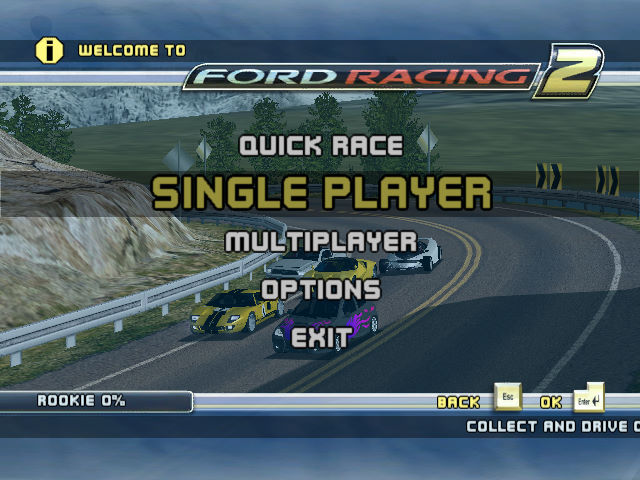 WELCOME TO
FORD RACING 2
QUICK RACE
SINGLE PLAYER
MULTIPLAYER
OPTIONS
EXIT
ROOKIE 0%
BACK Esc OK Enter
COLLECT AND DRIVE